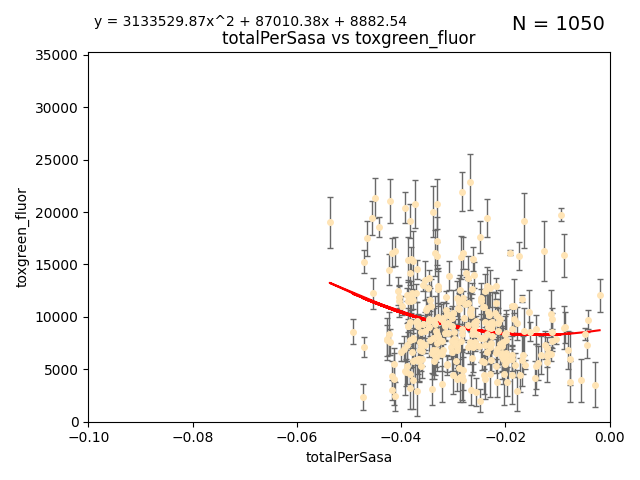 y = 3133529.87x^2 + 87010.38x + 8882.54
N = 1050
totalPerSasa vs toxgreen_fluor
35000
30000
25000
20000
15000
10000
5000
0
toxgreen_fluor
−0.10 −0.08 −0.06 −0.04 −0.02 0.00
totalPerSasa